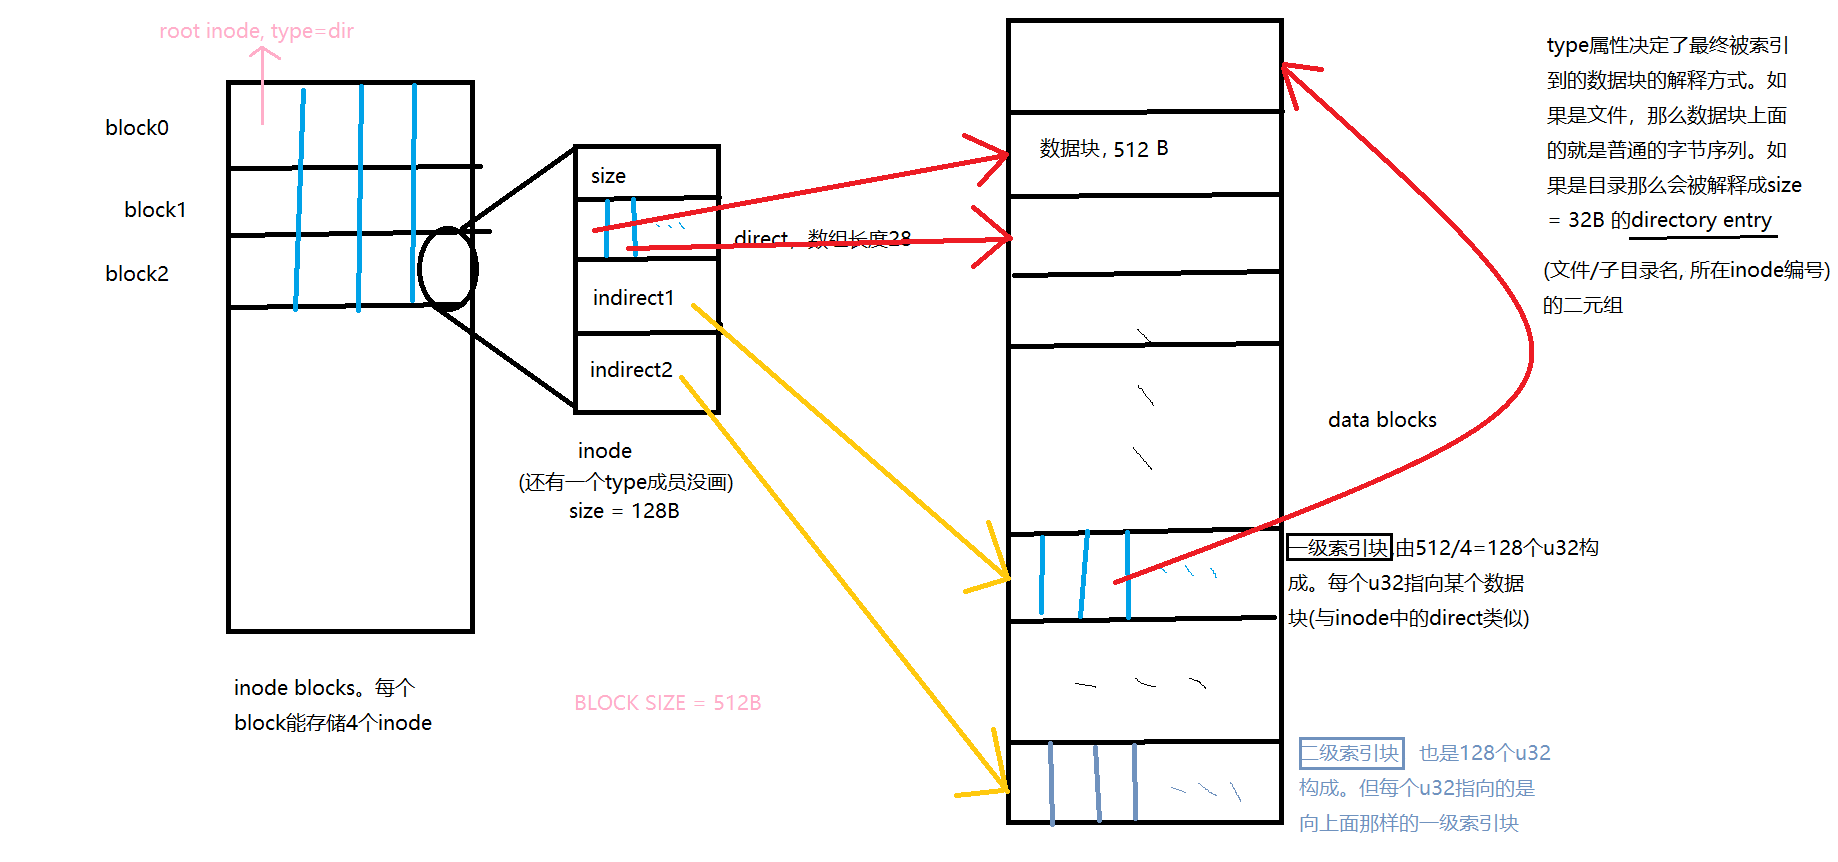 root inode, type=dir
block0
block1
block2
inode blocks。每个
block能存储4个inode
size
direct，数组长度28
indirect1
indirect2
inode
(还有一个type成员没画)
size = 128B
BLOCK SIZE = 512B
数据块, 512 B
data blocks
type属性决定了最终被索引
到的数据块的解释方式。如
果是文件，那么数据块上面
的就是普通的字节序列。如
果是目录那么会被解释成size
= 32B 的directory entry
(文件/子目录名, 所在inode编号)
的二元组
一级索引块,由512/4=128个u32构
成。每个u32指向某个数据
块(与inode中的direct类似)
二级索引块 也是128个u32
构成。但每个u32指向的是
向上面那样的一级索引块